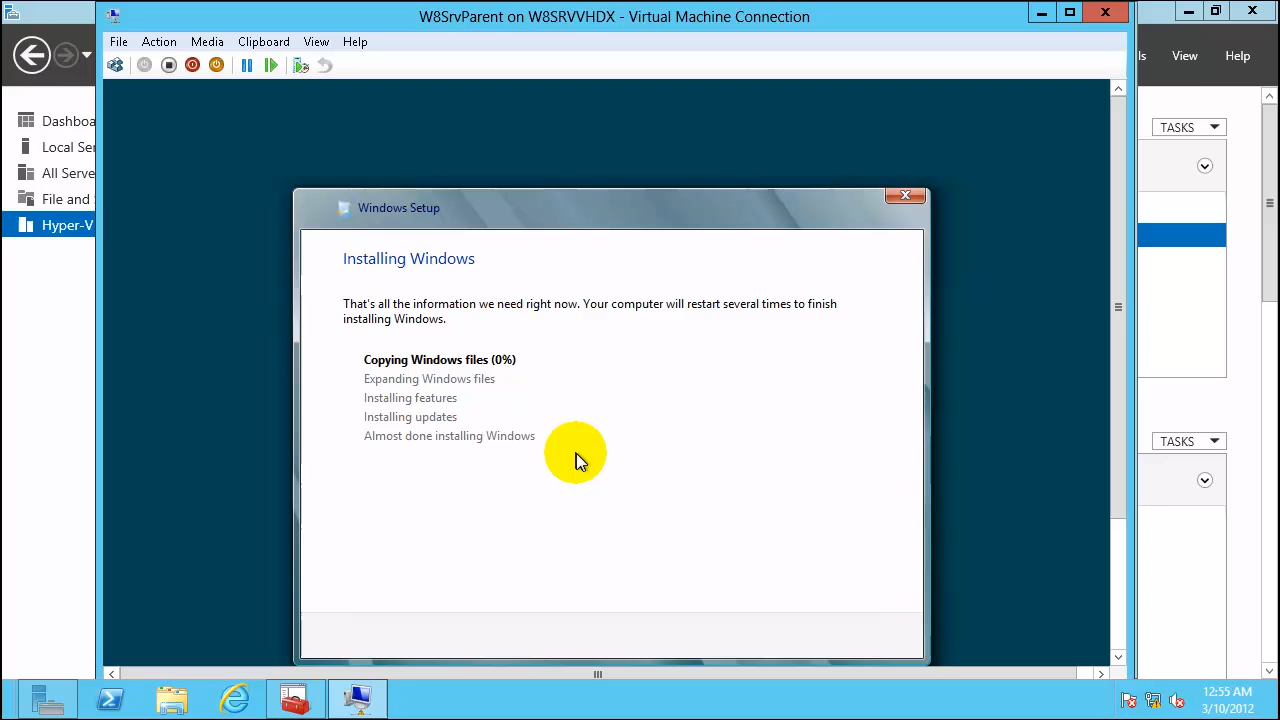 W8SrvParent on W8SRVVHDX - Virtual Machine Connection
File Action Media Clipboard View Help
ls View Help
Dashboa
Local Ser
All Serve
File and
Hyper-V
TASKS
TASKS
Windows Setup
Installing Windows
That's all the information we need right now. Your computer will restart several times to finish
installing Windows.
Copying Windows files (0%)
Expanding Windows files
Installing features
Installing updates
Almost done installing Windows
12:55 AM
3/10/2012